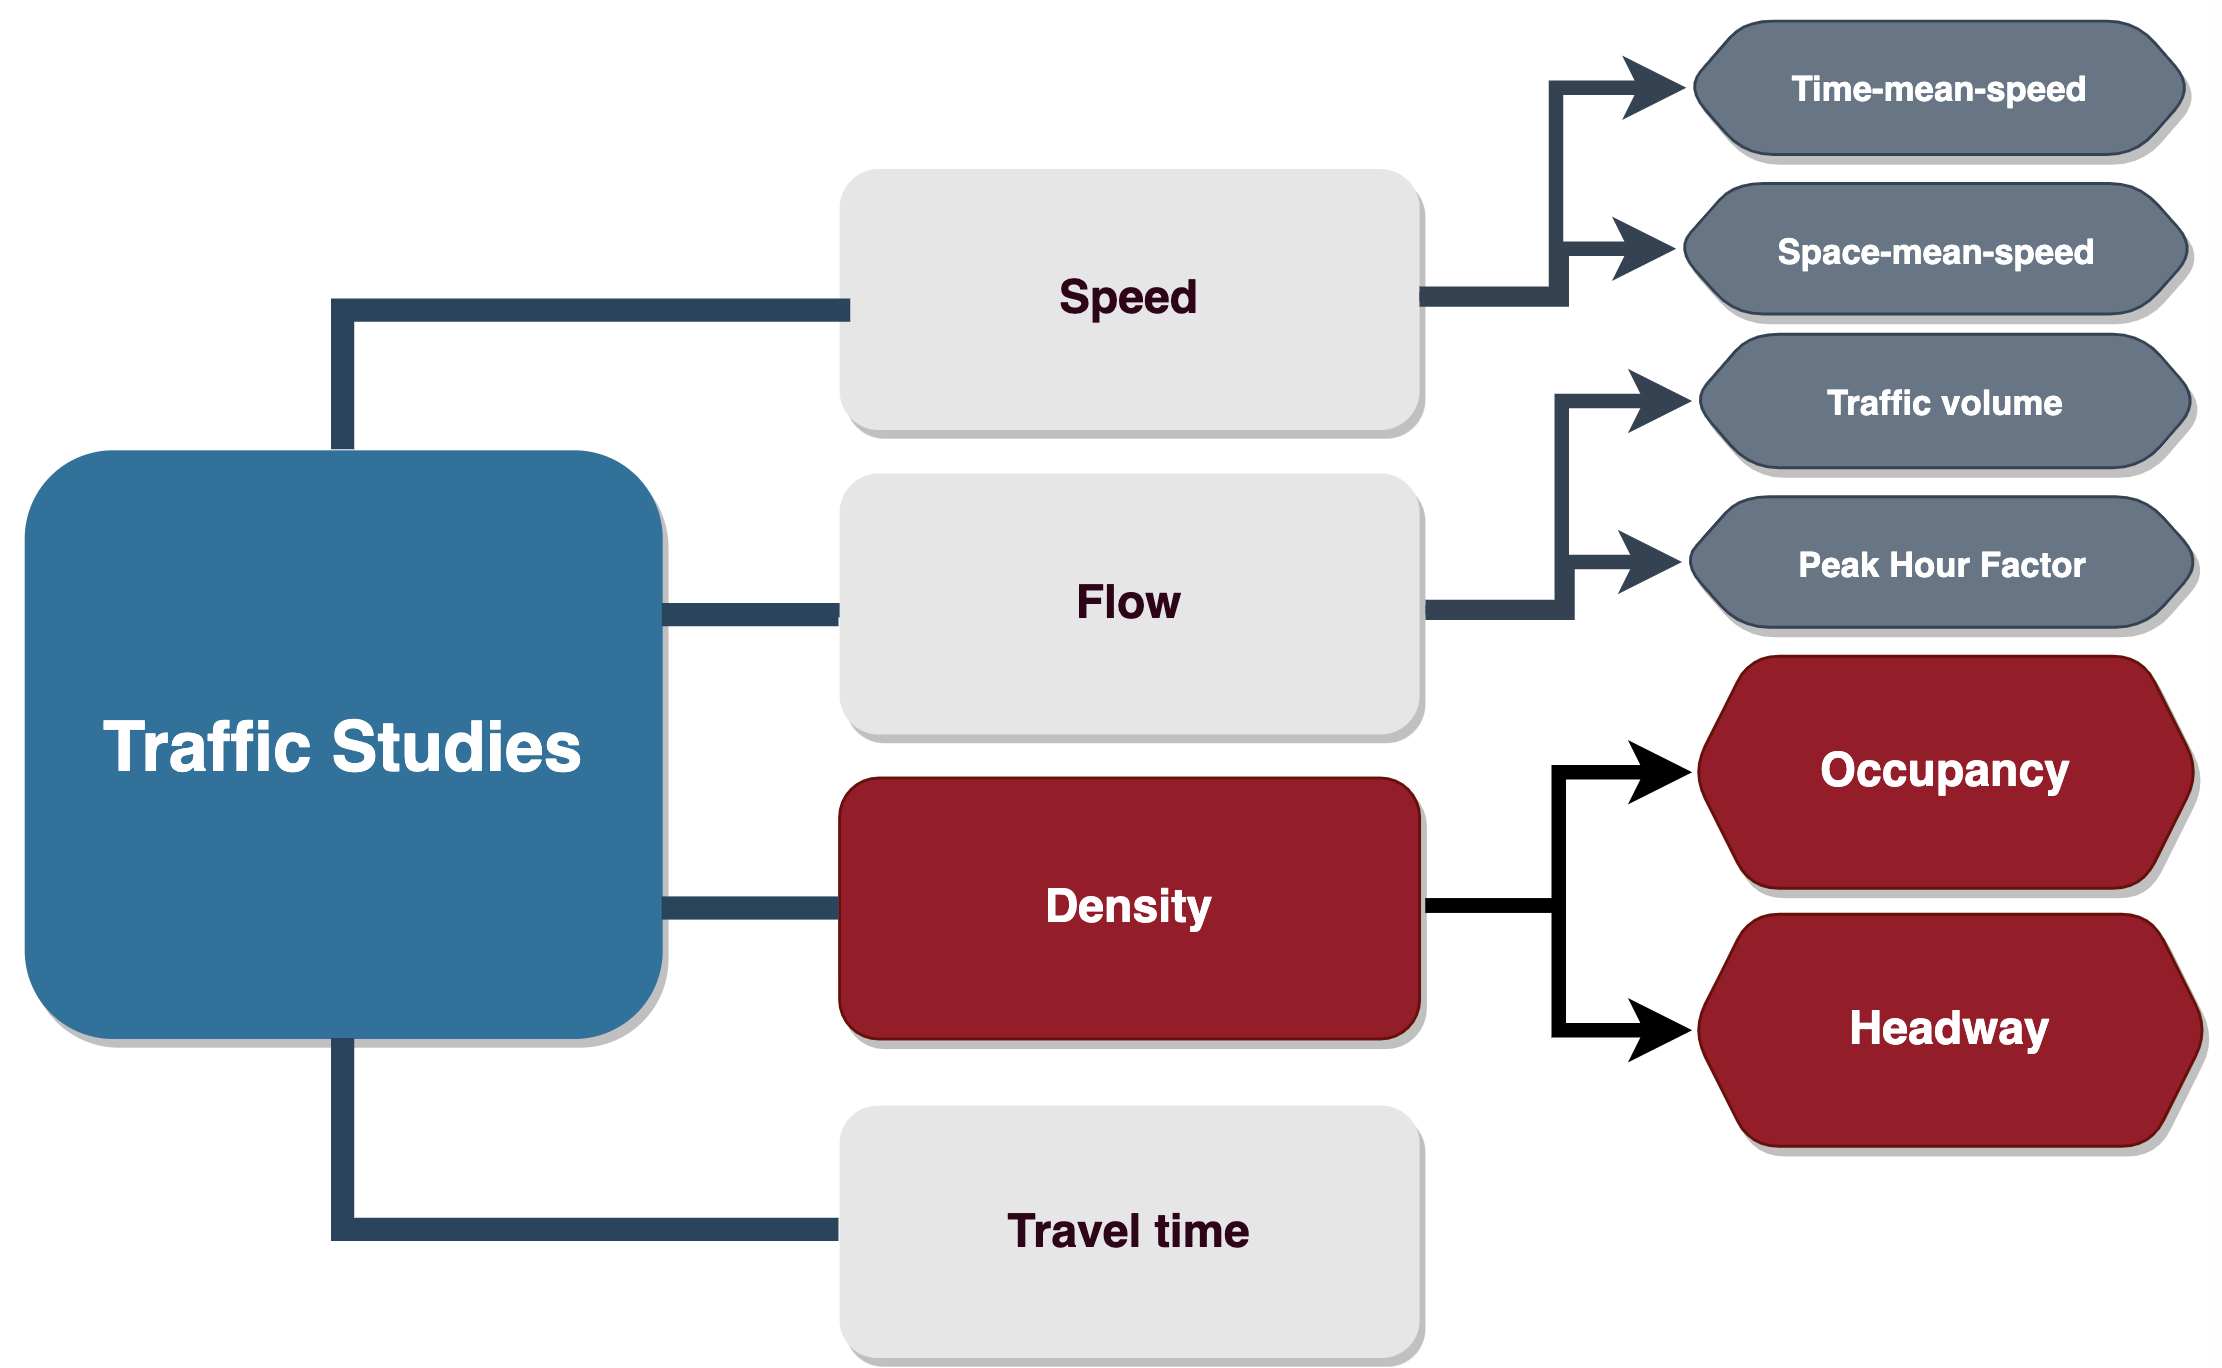 Traffic Studies
Speed
Time-mean-speed
Space-mean-speed
Flow
Traffic volume
Peak Hour Factor
Density
Occupancy
Headway
Travel time